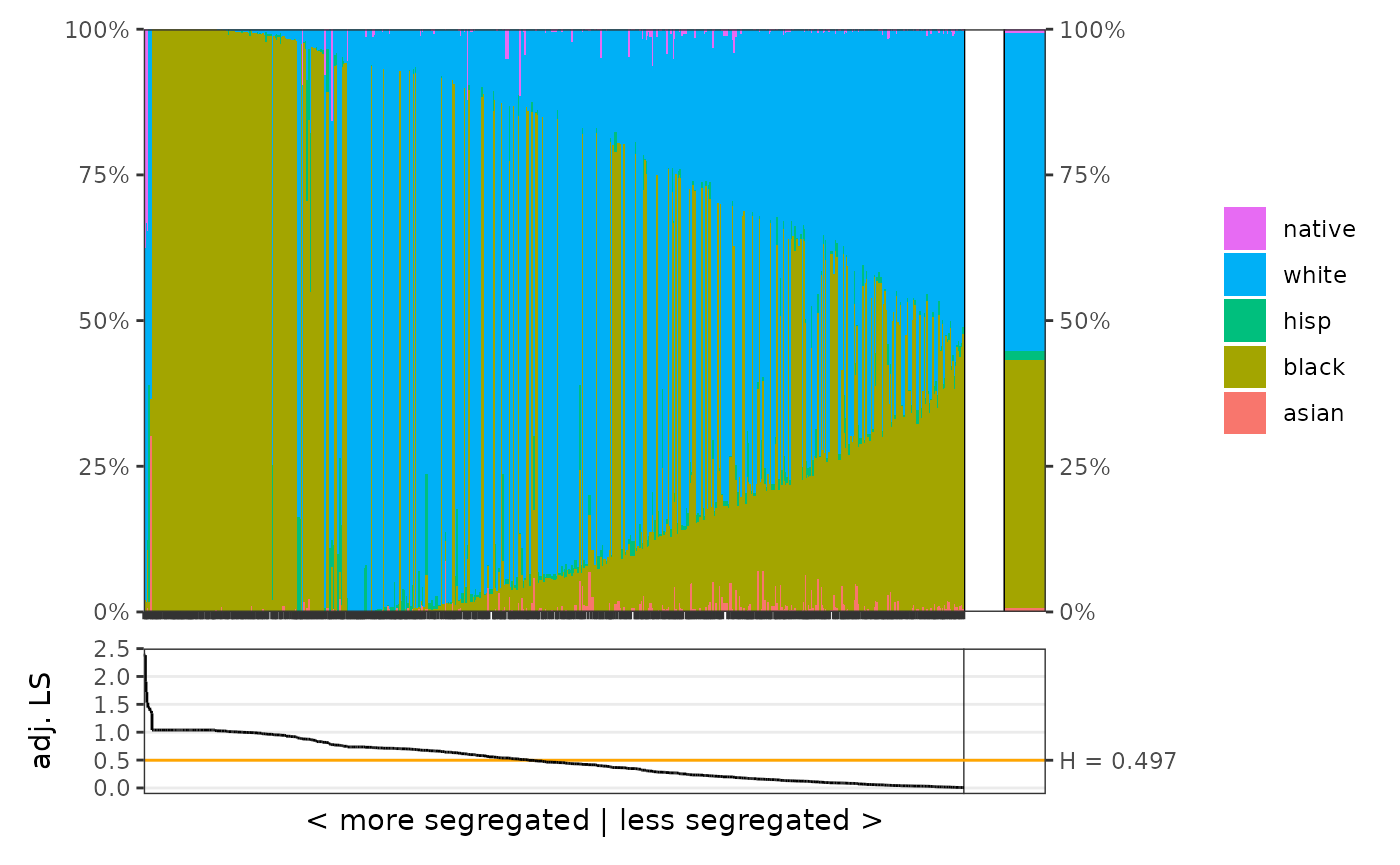 100%
75%
50%
25%
0%
100%
75%
50%
25%
0%
native
white
hisp
black
asian
adj. LS
2.5
2.0
1.5
1.0
0.5
0.0
H = 0.497
< more segregated | less segregated >